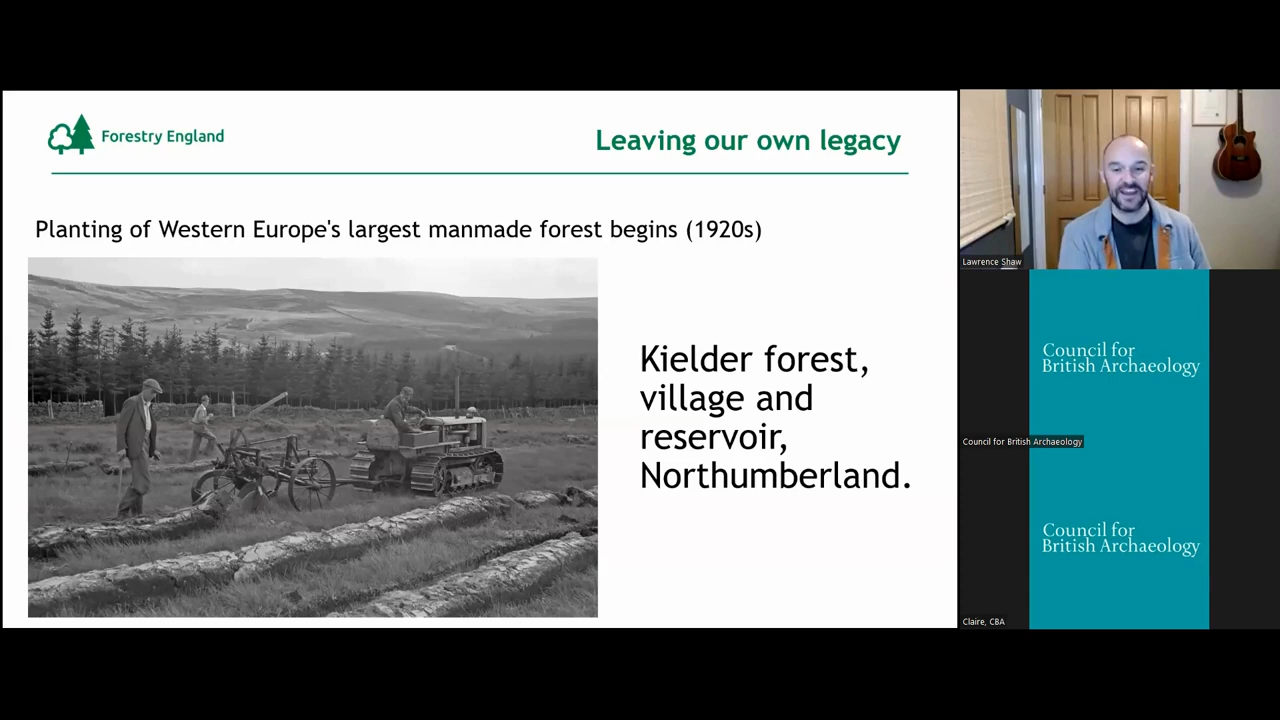 Forestry England
Leaving our own legacy
Planting of Western Europe's largest manmade forest begins (1920s)
Kielder forest,
village and
reservoir,
Northumberland.
Lawrence Shaw
Council for
British Archaeology
Council for British Archaeology
Council for
British Archaeology
Claire, CBA